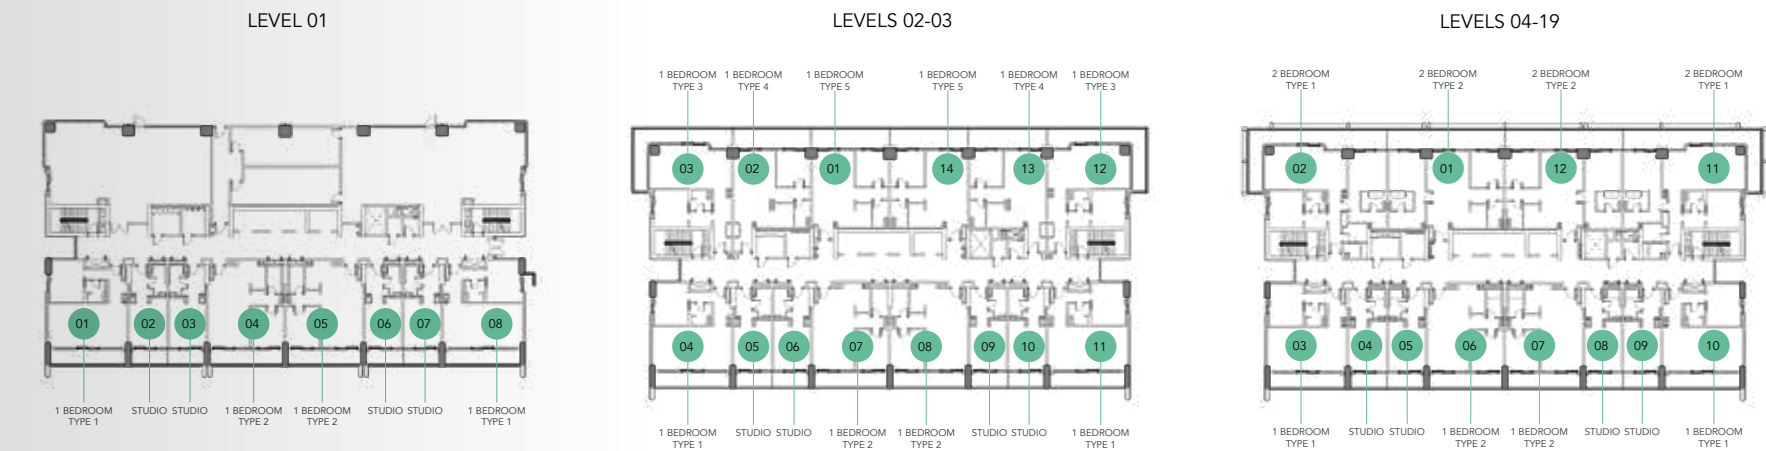 LEVEL 01
1 BEDROOM
TYPE 1
STUDIO
STUDIO
1 BEDROOM
TYPE 2
1 BEDROOM
TYPE 2
STUDIO
STUDIO
1 BEDROOM
TYPE 1
01
02
03
04
05
06
07
08
LEVELS 02-03
1 BEDROOM
TYPE 3
1 BEDROOM
TYPE 4
1 BEDROOM
TYPE 5
1 BEDROOM
TYPE 5
1 BEDROOM
TYPE 4
1 BEDROOM
TYPE 3
03
02
01
14
13
12
04
05
06
07
08
09
10
11
1 BEDROOM
TYPE 1
STUDIO
STUDIO
1 BEDROOM
TYPE 2
1 BEDROOM
TYPE 2
STUDIO
STUDIO
1 BEDROOM
TYPE 1
LEVELS 04-19
2 BEDROOM
TYPE 1
2 BEDROOM
TYPE 2
2 BEDROOM
TYPE 2
2 BEDROOM
TYPE 1
02
01
12
11
03
04
05
06
07
08
09
10
1 BEDROOM
TYPE 1
STUDIO
STUDIO
1 BEDROOM
TYPE 2
1 BEDROOM
TYPE 2
STUDIO
STUDIO
1 BEDROOM
TYPE 1